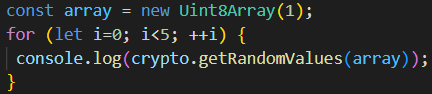 const array = new Uint8Array(1);
for (let i=0; i<5; ++i) {
 console.log(crypto.getRandomValues(array));
}